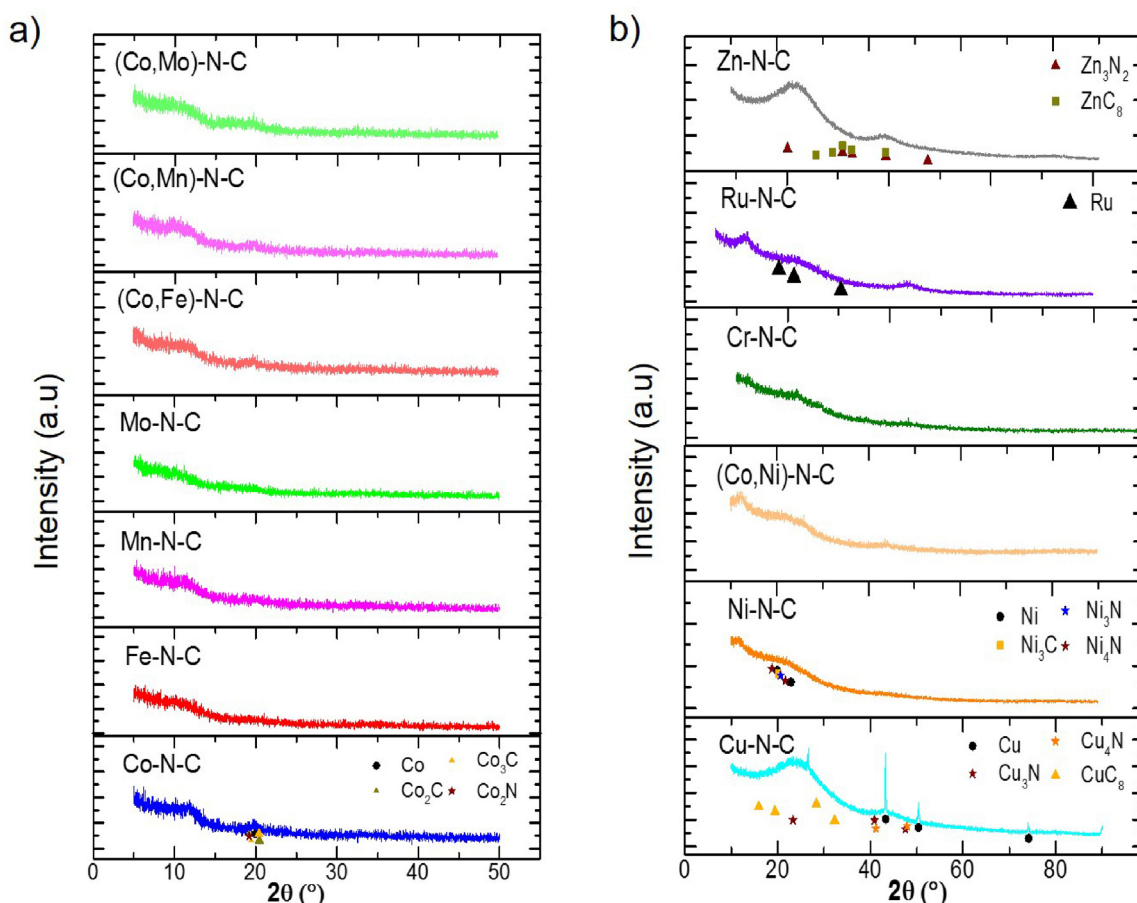 a)
(Co,Mo)-N-C
(Co,Mn)-N-C
(Co,Fe)-N-C
Mo-N-C
Mn-N-C
Fe-N-C
Co-N-C
Co
Co₃C
Co₂C
Co₂N
Intensity (a.u)
0 10 20 30 40 50
2θ (°)
b)
Zn-N-C
Zn₃N₂
ZnC₈
Ru-N-C
Ru
Cr-N-C
(Co,Ni)-N-C
Ni-N-C
Ni
Ni₃N
Ni₃C
Ni₄N
Cu-N-C
Cu
Cu₄N
Cu₃N
CuC₈
Intensity (a.u)
0 20 40 60 80
2θ (°)